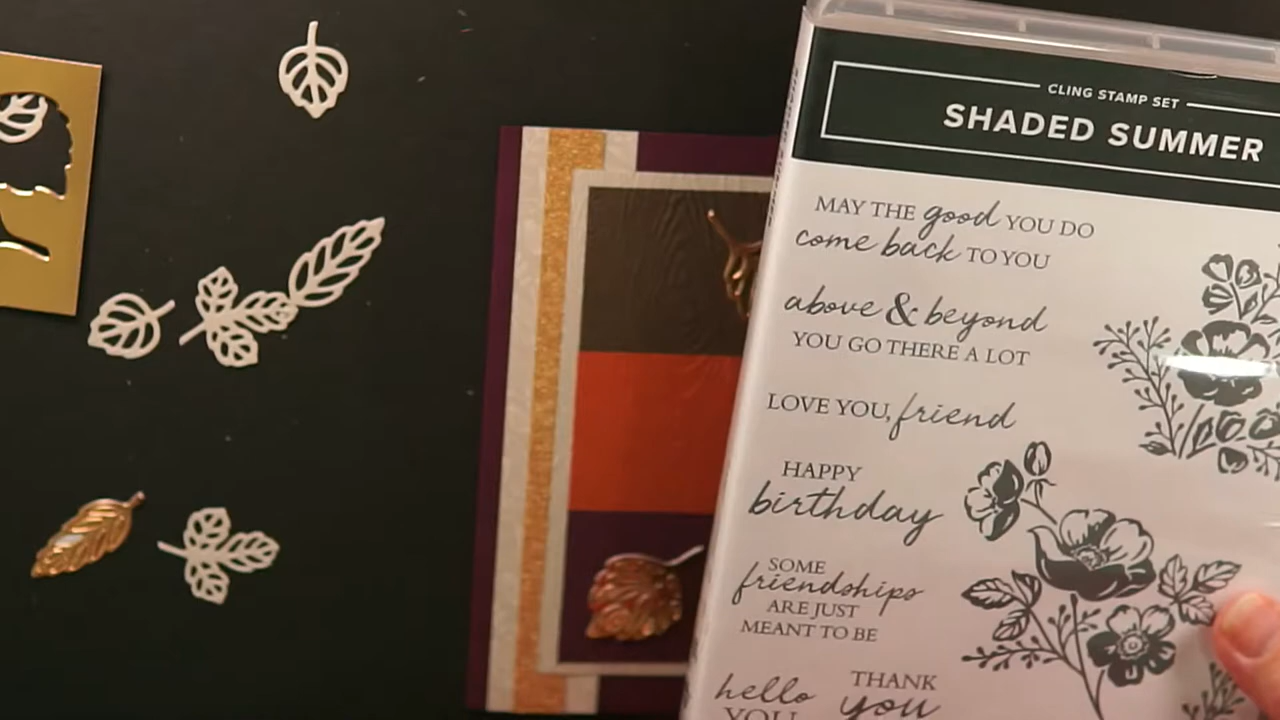 CLING STAMP SET
SHADED SUMMER
MAY THE good YOU DO
come back TO YOU
above & beyond
YOU GO THERE A LOT
LOVE YOU, friend
HAPPY
birthday
SOME
friendships
ARE JUST
MEANT TO BE
hello
YOU
THANK
you